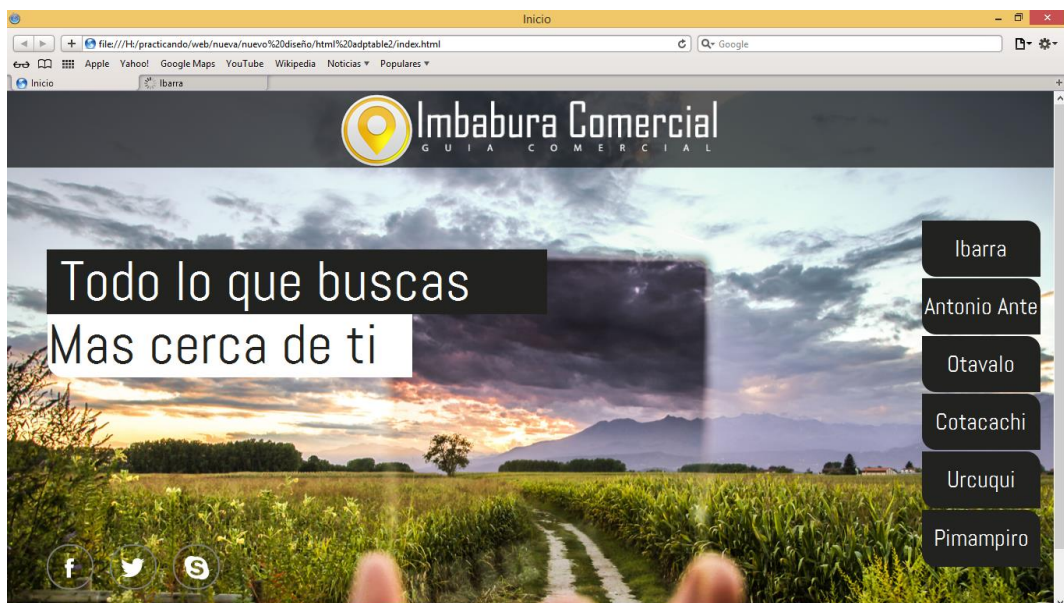 Inicio
file:///H:/practicando/web/nueva/nuevo%20diseño/html%20adptable2/index.html
Google
Apple Yahoo! Google Maps YouTube Wikipedia Noticias Populares
Inicio Ibarra
Imbabura Comercial
GUIA COMERCIAL
Todo lo que buscas
Mas cerca de ti
Ibarra
Antonio Ante
Otavalo
Cotacachi
Urcuqui
Pimampiro